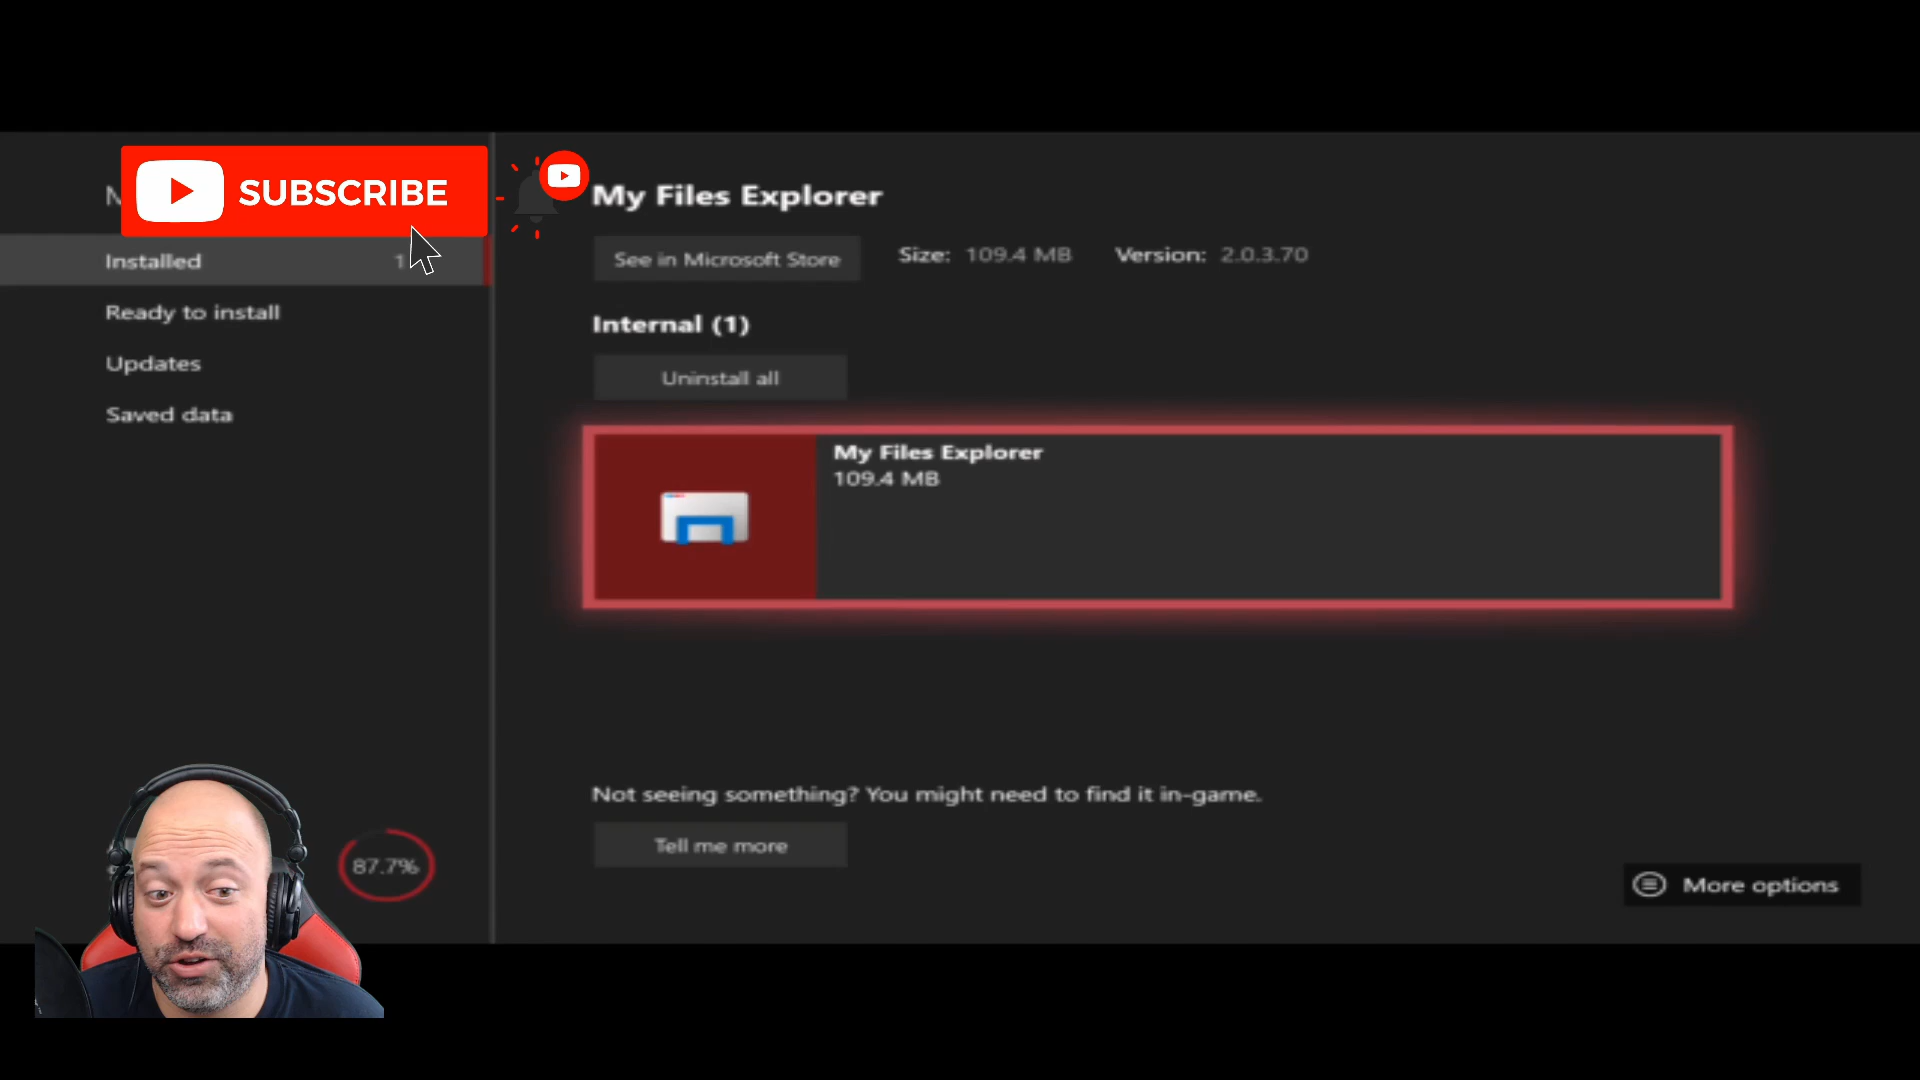 SUBSCRIBE
My Files Explorer
Installed
Ready to install
Updates
Saved data
See in Microsoft Store
Size: 109.4 MB
Version: 2.0.3.70
Internal (1)
Uninstall all
My Files Explorer
109.4 MB
Not seeing something? You might need to find it in-game.
Tell me more
87.7%
More options